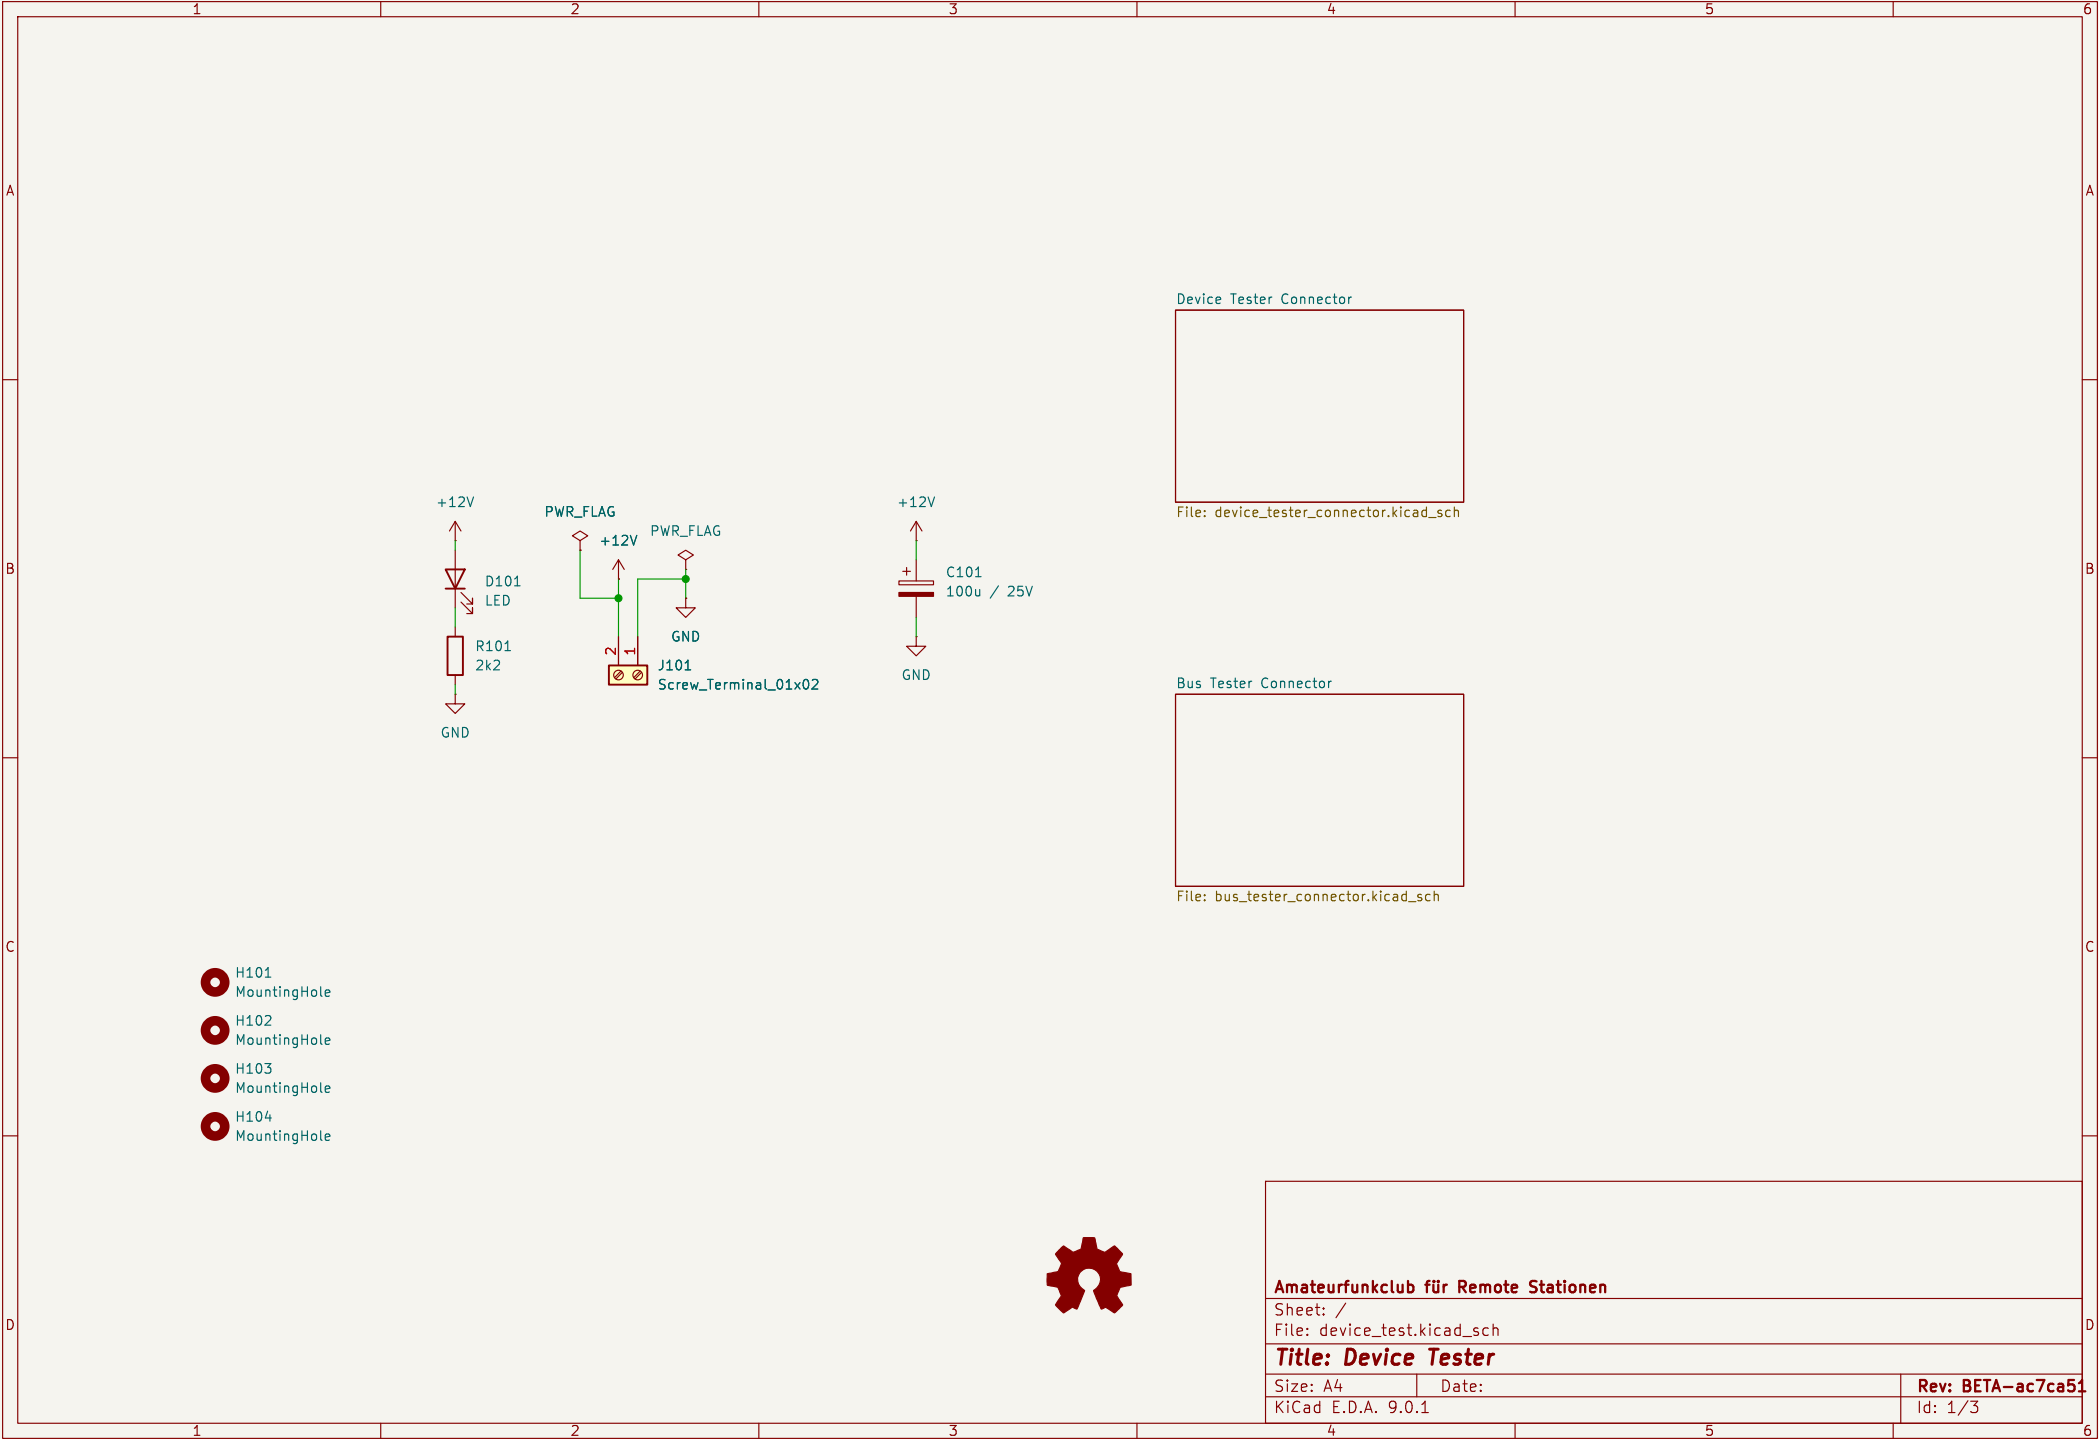 1 2 3 4 5 6
A A
Device Tester Connector
File: device_tester_connector.kicad_sch
+12V
PWR_FLAG
+12V
PWR_FLAG
+12V
B B
D101
LED
C101
100u / 25V
GND
R101
2k2
2 1
J101
Screw_Terminal_01x02
GND
GND
Bus Tester Connector
File: bus_tester_connector.kicad_sch
C C
H101
MountingHole
H102
MountingHole
H103
MountingHole
H104
MountingHole
Amateurfunkclub für Remote Stationen
Sheet: /
File: device_test.kicad_sch
D D
Title: Device Tester
Size: A4 Date: Rev: BETA-ac7ca51
KiCad E.D.A. 9.0.1 Id: 1/3
1 2 3 4 5 6